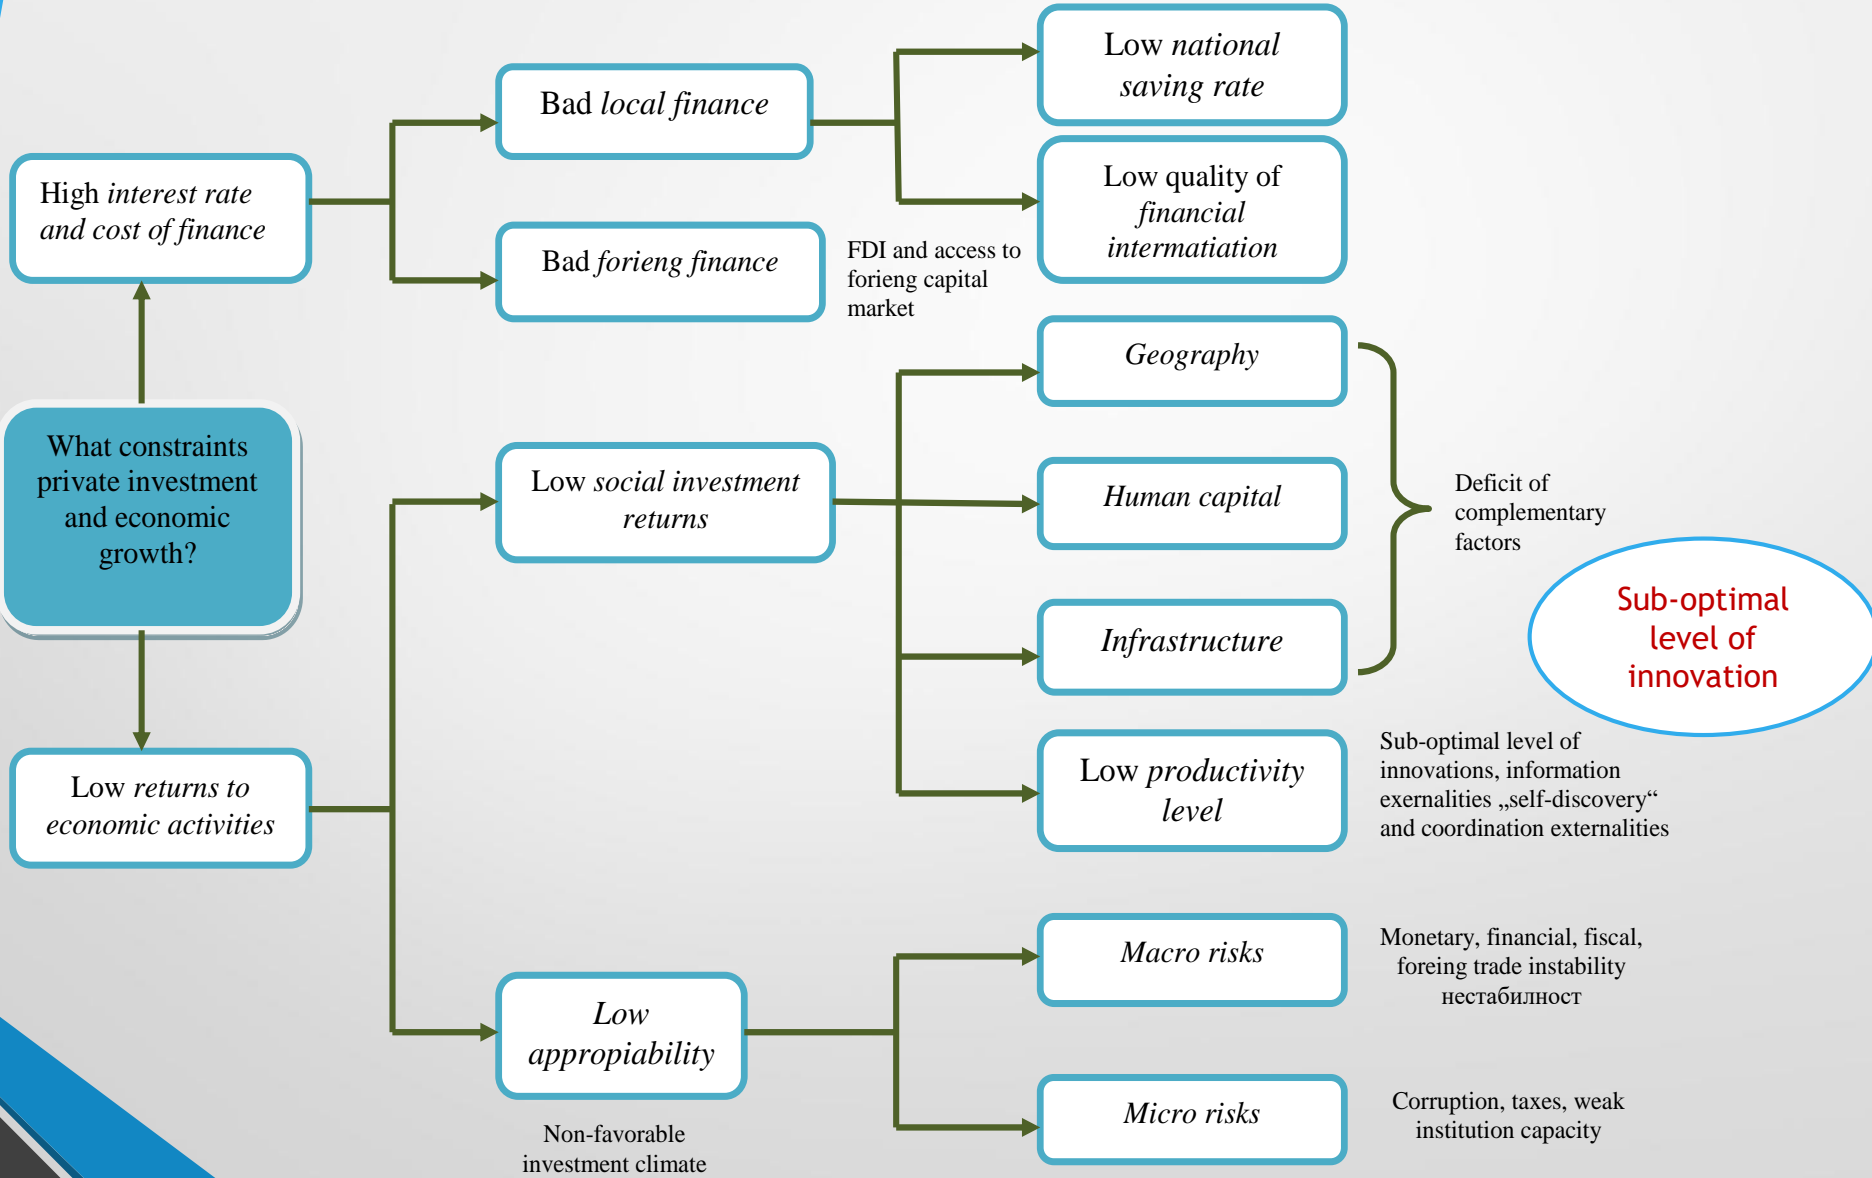 Low national
saving rate
Bad local finance
High interest rate
and cost of finance
Low quality of
financial
intermatiation
Bad forieng finance
FDI and access to
forieng capital
market
Geography
What constraints
private investment
and economic
growth?
Low social investment
returns
Human capital
Deficit of
complementary
factors
Infrastructure
Sub-optimal
level of
innovation
Low returns to
economic activities
Low productivity
level
Sub-optimal level of
innovations, information
exernalities „self-discovery“
and coordination externalities
Low
appropiability
Non-favorable
investment climate
Macro risks
Monetary, financial, fiscal,
foreing trade instability
нестабилност
Micro risks
Corruption, taxes, weak
institution capacity